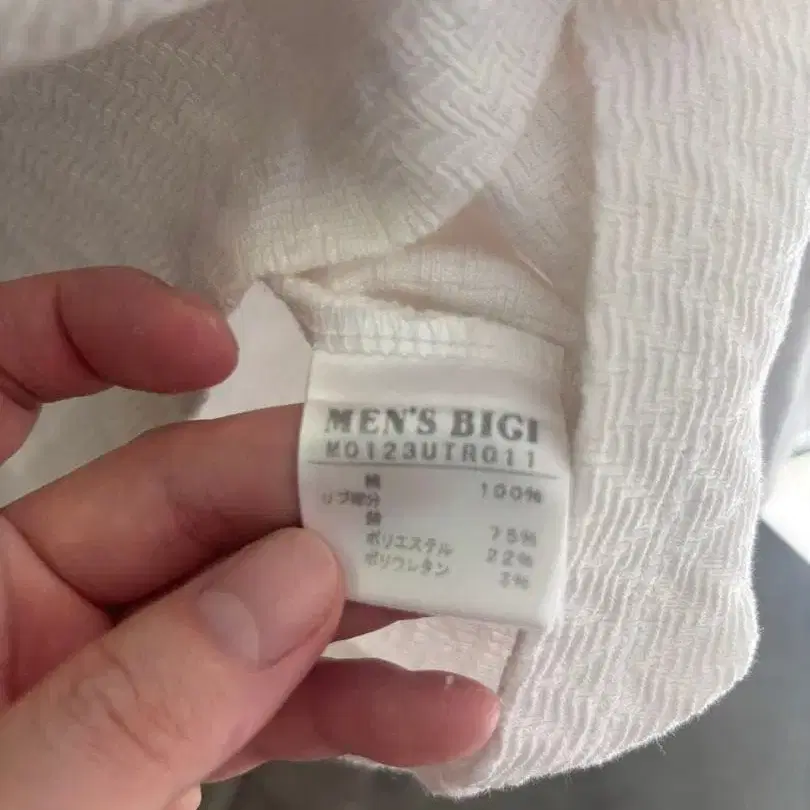 MEN'S BIGI
M0123UTR011
綿 100%
リブ部分
綿 75%
ポリエステル 22%
ポリウレタン 3%